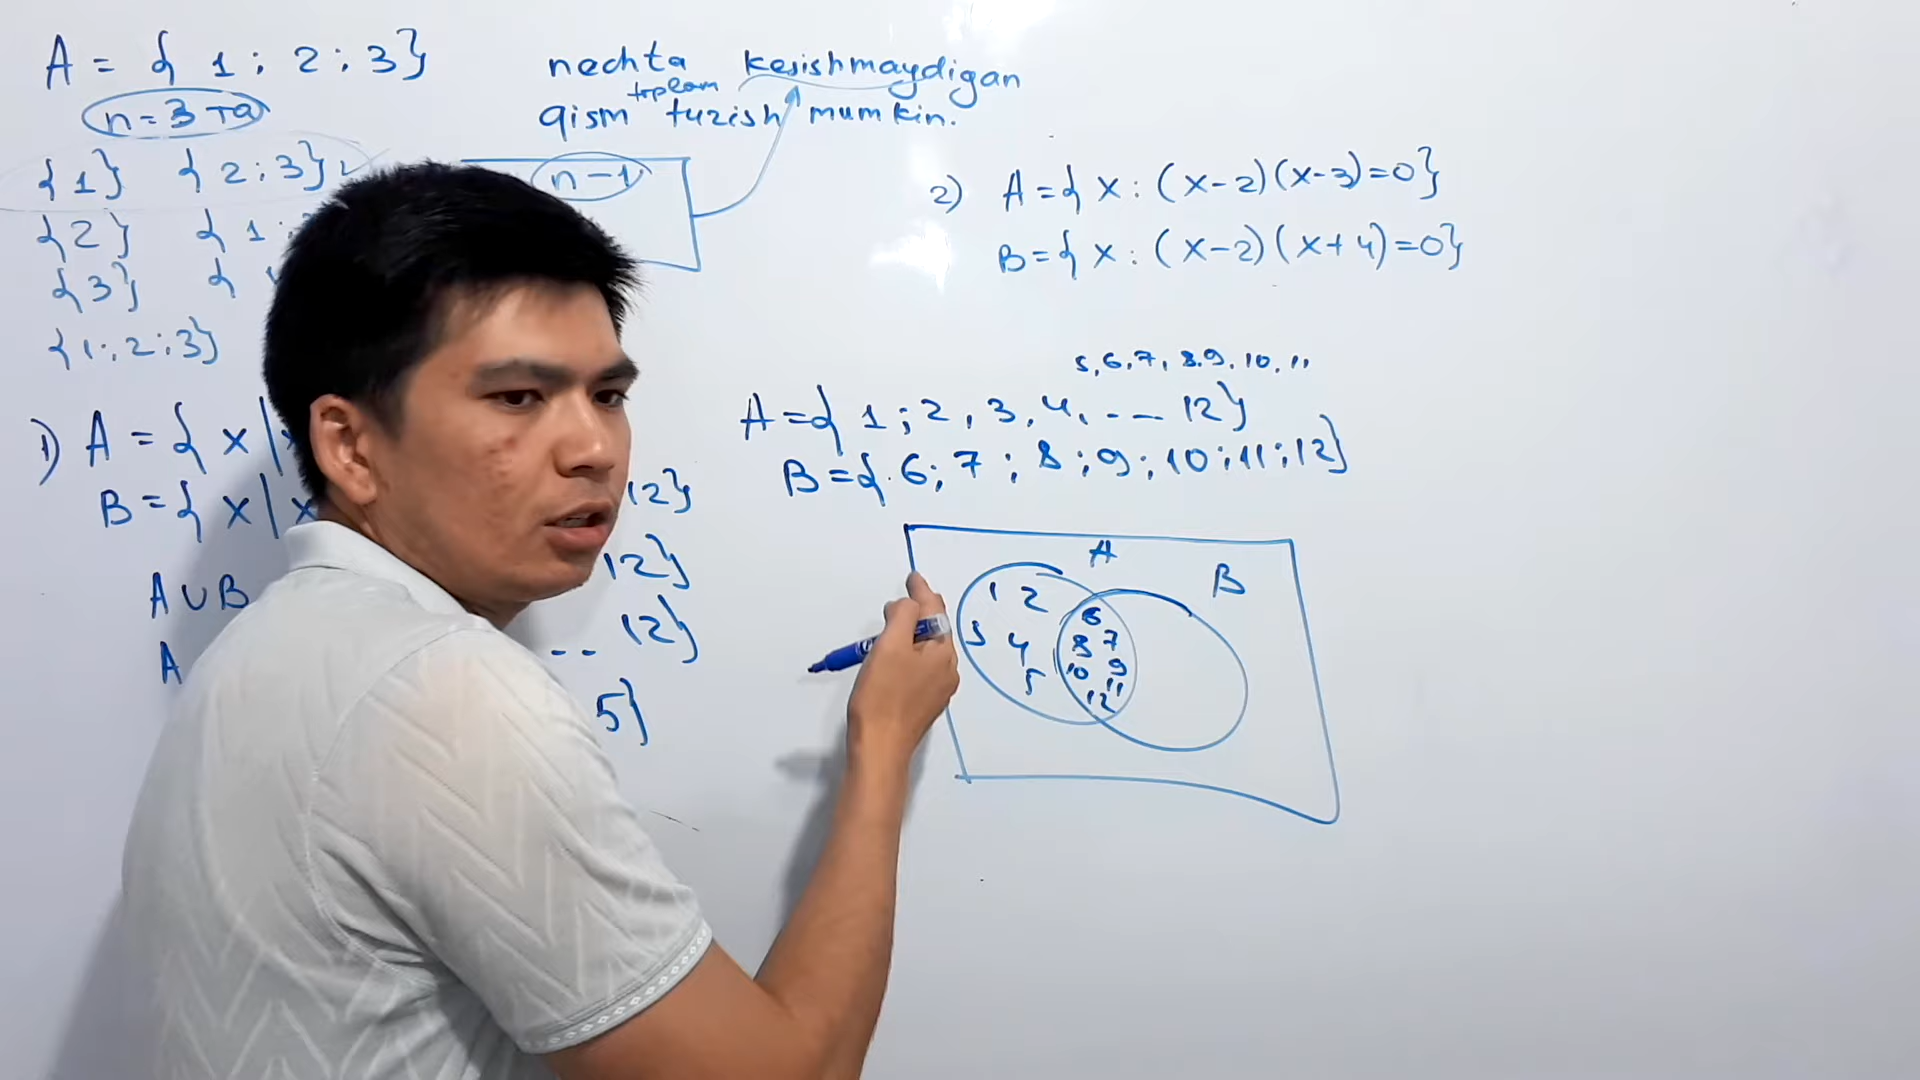 A = { 1 ; 2 ; 3}
n = 3 та
nechta kesishmaydigan
toplam
qism tuzish mumkin.
{1} {2;3}
n-1
{2} {1;
{3} {
{1;2;3}
2) A={ x : (x-2)(x-3)=0}
B={ x : (x-2)(x+4)=0}
1) A = { x |
B = { x | x 12}
A∪B 12}
A -- 12}
5}
5,6,7, 8,9,10,11
A={ 1 ; 2 , 3, 4, .-- 12}
B={ 6; 7 ; 8 ; 9; 10;11;12}
A
B
1 2
3 4
5
6
8 7
10 9
11
12